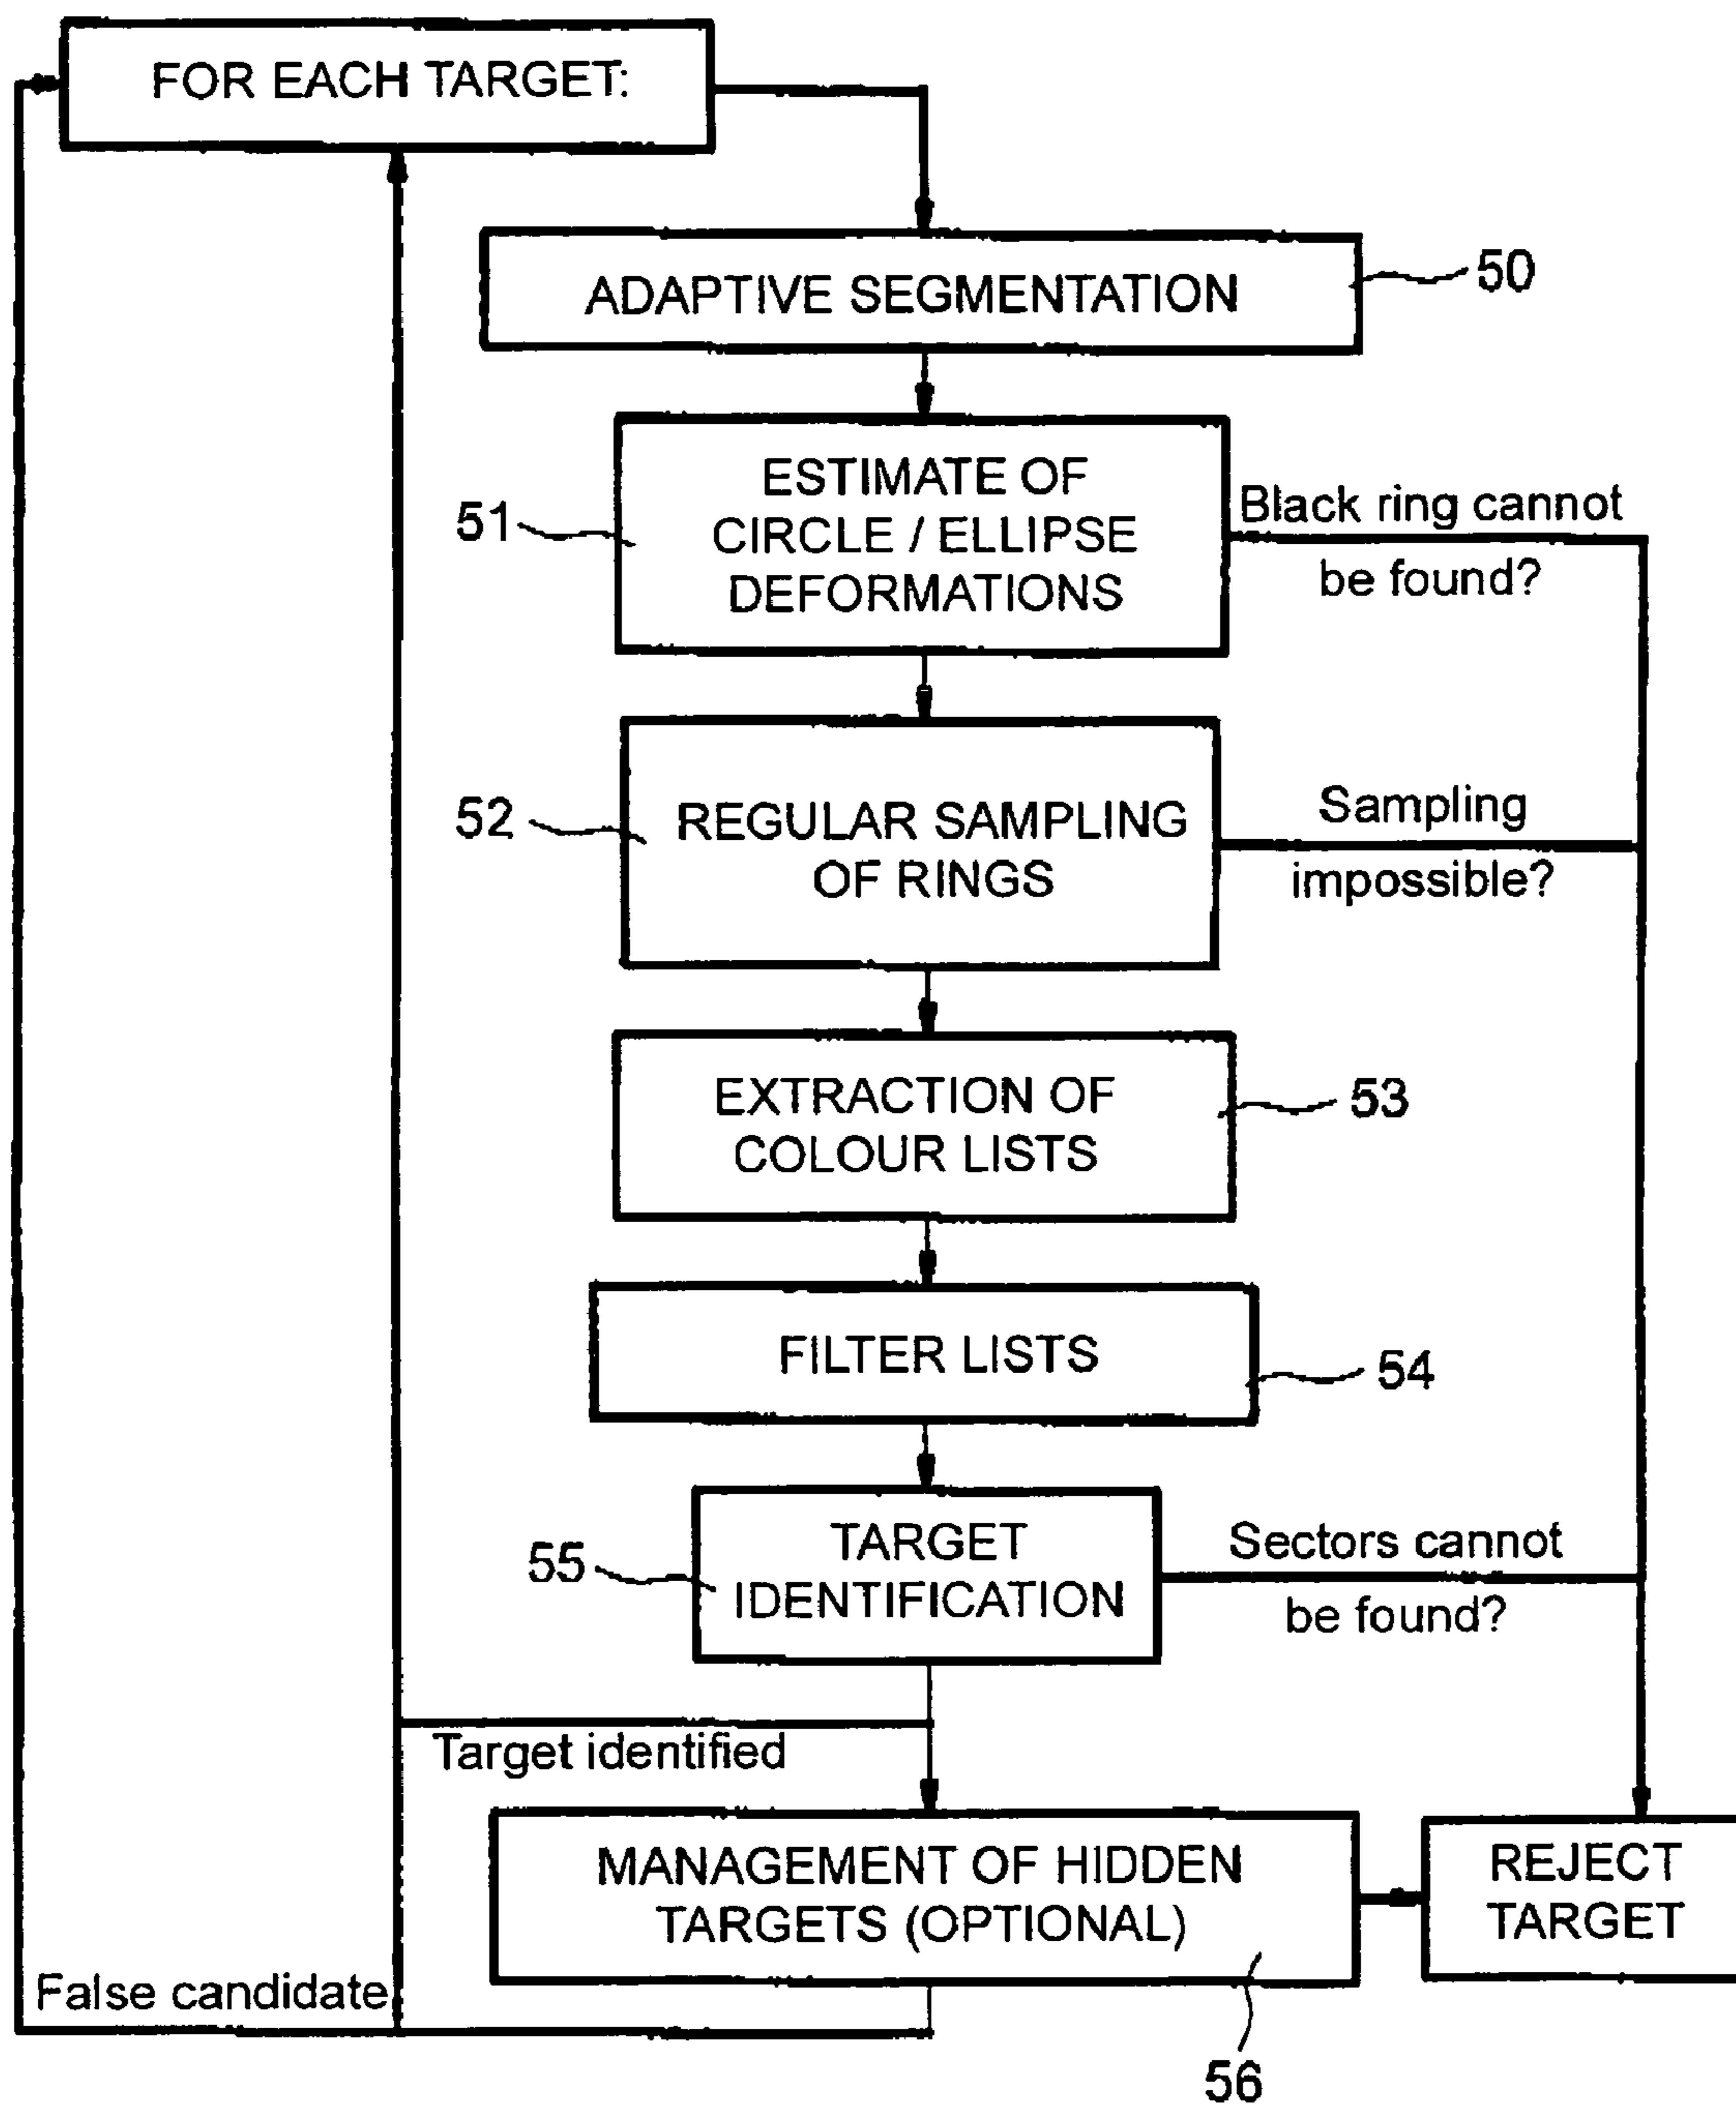 FOR EACH TARGET:
ADAPTIVE SEGMENTATION
50
ESTIMATE OF
CIRCLE / ELLIPSE
DEFORMATIONS
51
Black ring cannot
be found?
REGULAR SAMPLING
OF RINGS
52
Sampling
impossible?
EXTRACTION OF
COLOUR LISTS
53
FILTER LISTS
54
TARGET
IDENTIFICATION
55
Sectors cannot
be found?
Target identified
MANAGEMENT OF HIDDEN
TARGETS (OPTIONAL)
REJECT
TARGET
False candidate
56